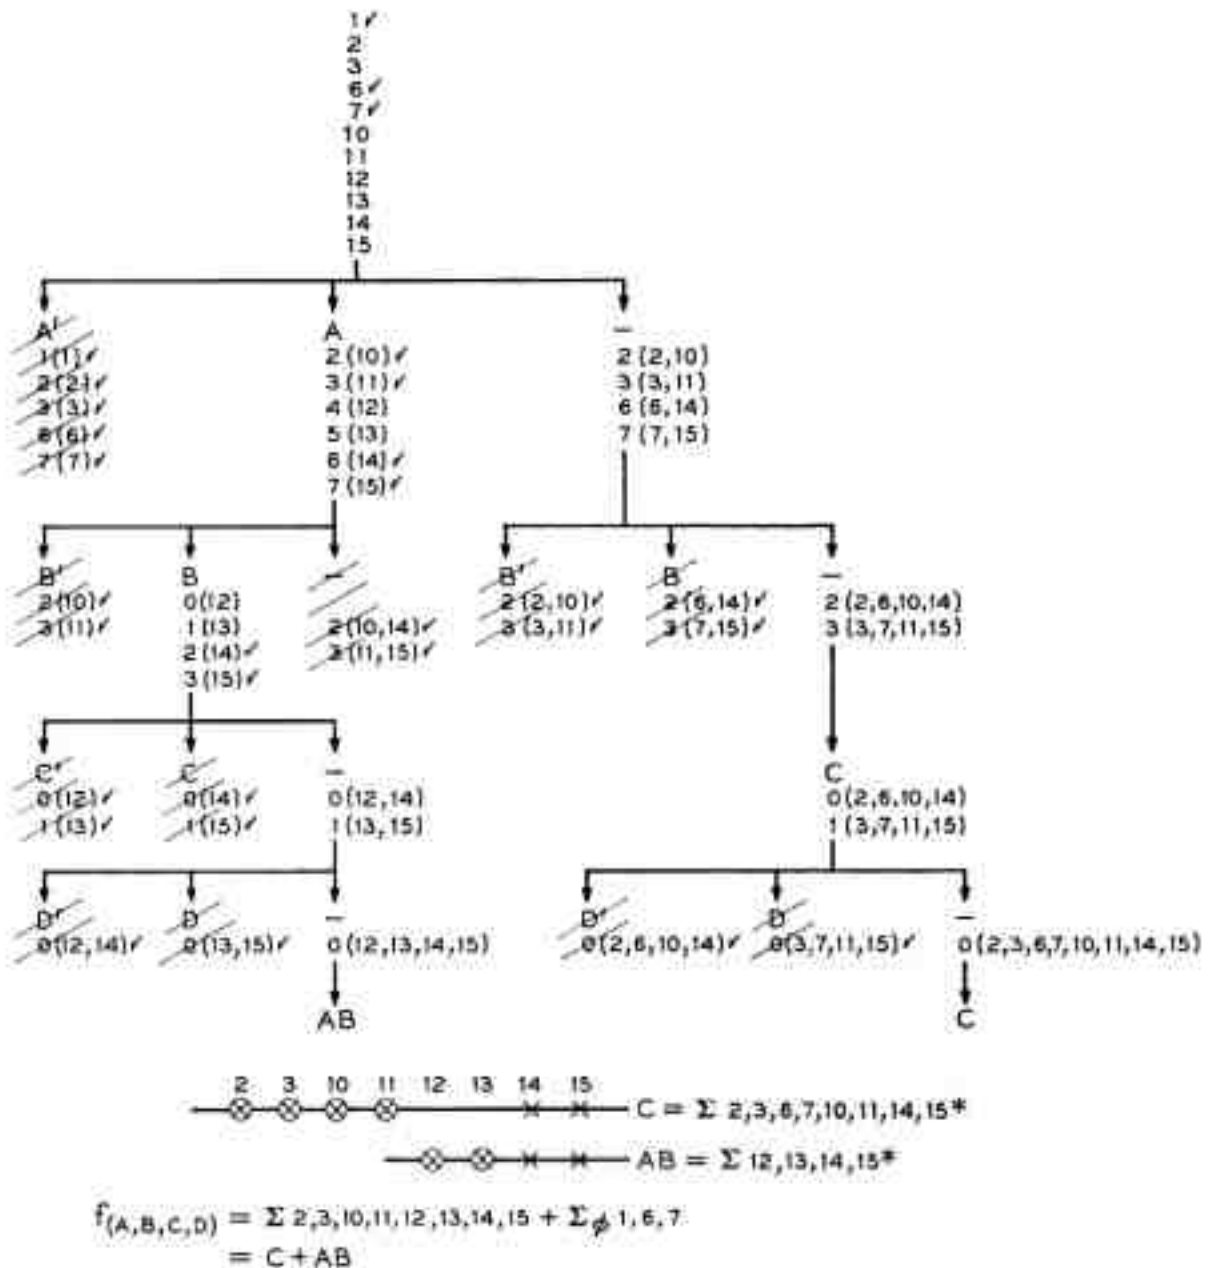 1✓
2
3
6✓
7✓
10
11
12
13
14
15
A' A —
1(1)✓ 2(10)✓ 2(2,10)
2(2)✓ 3(11)✓ 3(3,11)
3(3)✓ 4(12) 6(6,14)
6(6)✓ 5(13) 7(7,15)
7(7)✓ 6(14)✓
7(15)✓
B' B — B' B —
2(10)✓ 0(12) 2(2,10)✓ 2(6,14)✓ 2(2,6,10,14)
3(11)✓ 1(13) 2(10,14)✓ 3(3,11)✓ 3(7,15)✓ 3(3,7,11,15)
2(14)✓ 3(11,15)✓
3(15)✓
C' C — C
0(12)✓ 0(14)✓ 0(12,14) 0(2,6,10,14)
1(13)✓ 1(15)✓ 1(13,15) 1(3,7,11,15)
D' D — D' D —
0(12,14)✓ 0(13,15)✓ 0(12,13,14,15) 0(2,6,10,14)✓ 0(3,7,11,15)✓ 0(2,3,6,7,10,11,14,15)
AB C
2 3 10 11 12 13 14 15
C = Σ 2,3,6,7,10,11,14,15*
AB = Σ 12,13,14,15*
f(A,B,C,D) = Σ 2,3,10,11,12,13,14,15 + Σϕ 1,6,7
= C+AB